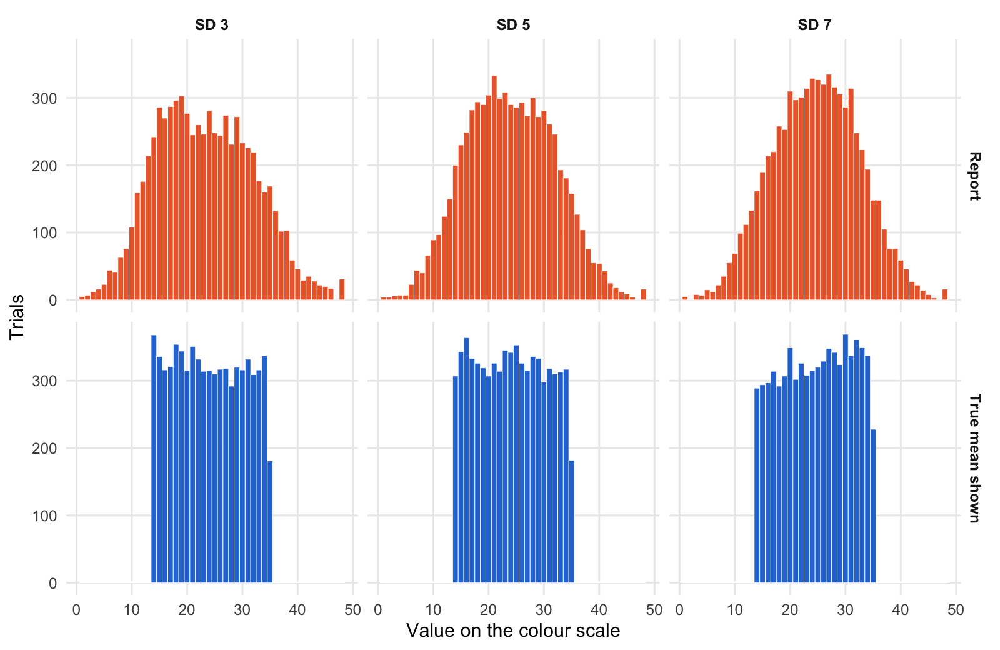 SD 3
SD 5
SD 7
300
200
100
0
Report
Trials
300
200
100
0
True mean shown
0 10 20 30 40 50 0 10 20 30 40 50 0 10 20 30 40 50
Value on the colour scale